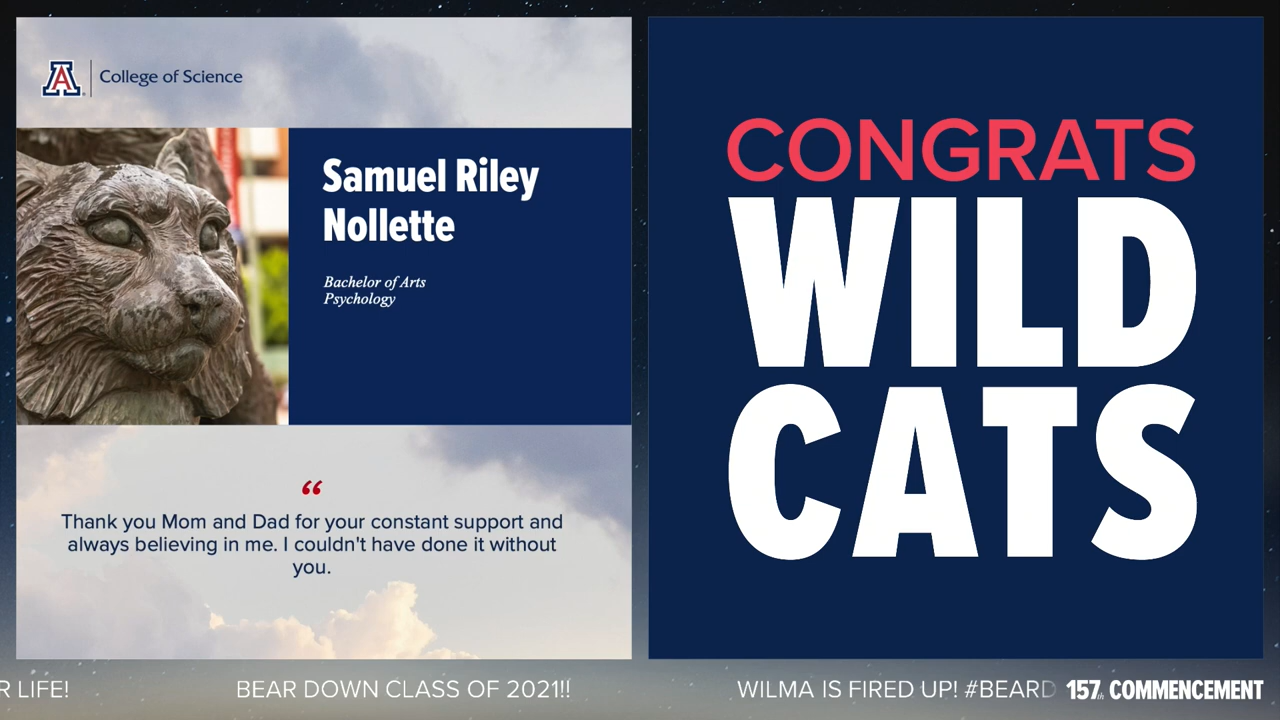 A
College of Science
Samuel Riley
Nollette
Bachelor of Arts
Psychology
“
Thank you Mom and Dad for your constant support and
always believing in me. I couldn't have done it without
you.
CONGRATS
WILD
CATS
R LIFE!
BEAR DOWN CLASS OF 2021!!
WILMA IS FIRED UP! #BEARD
157th COMMENCEMENT